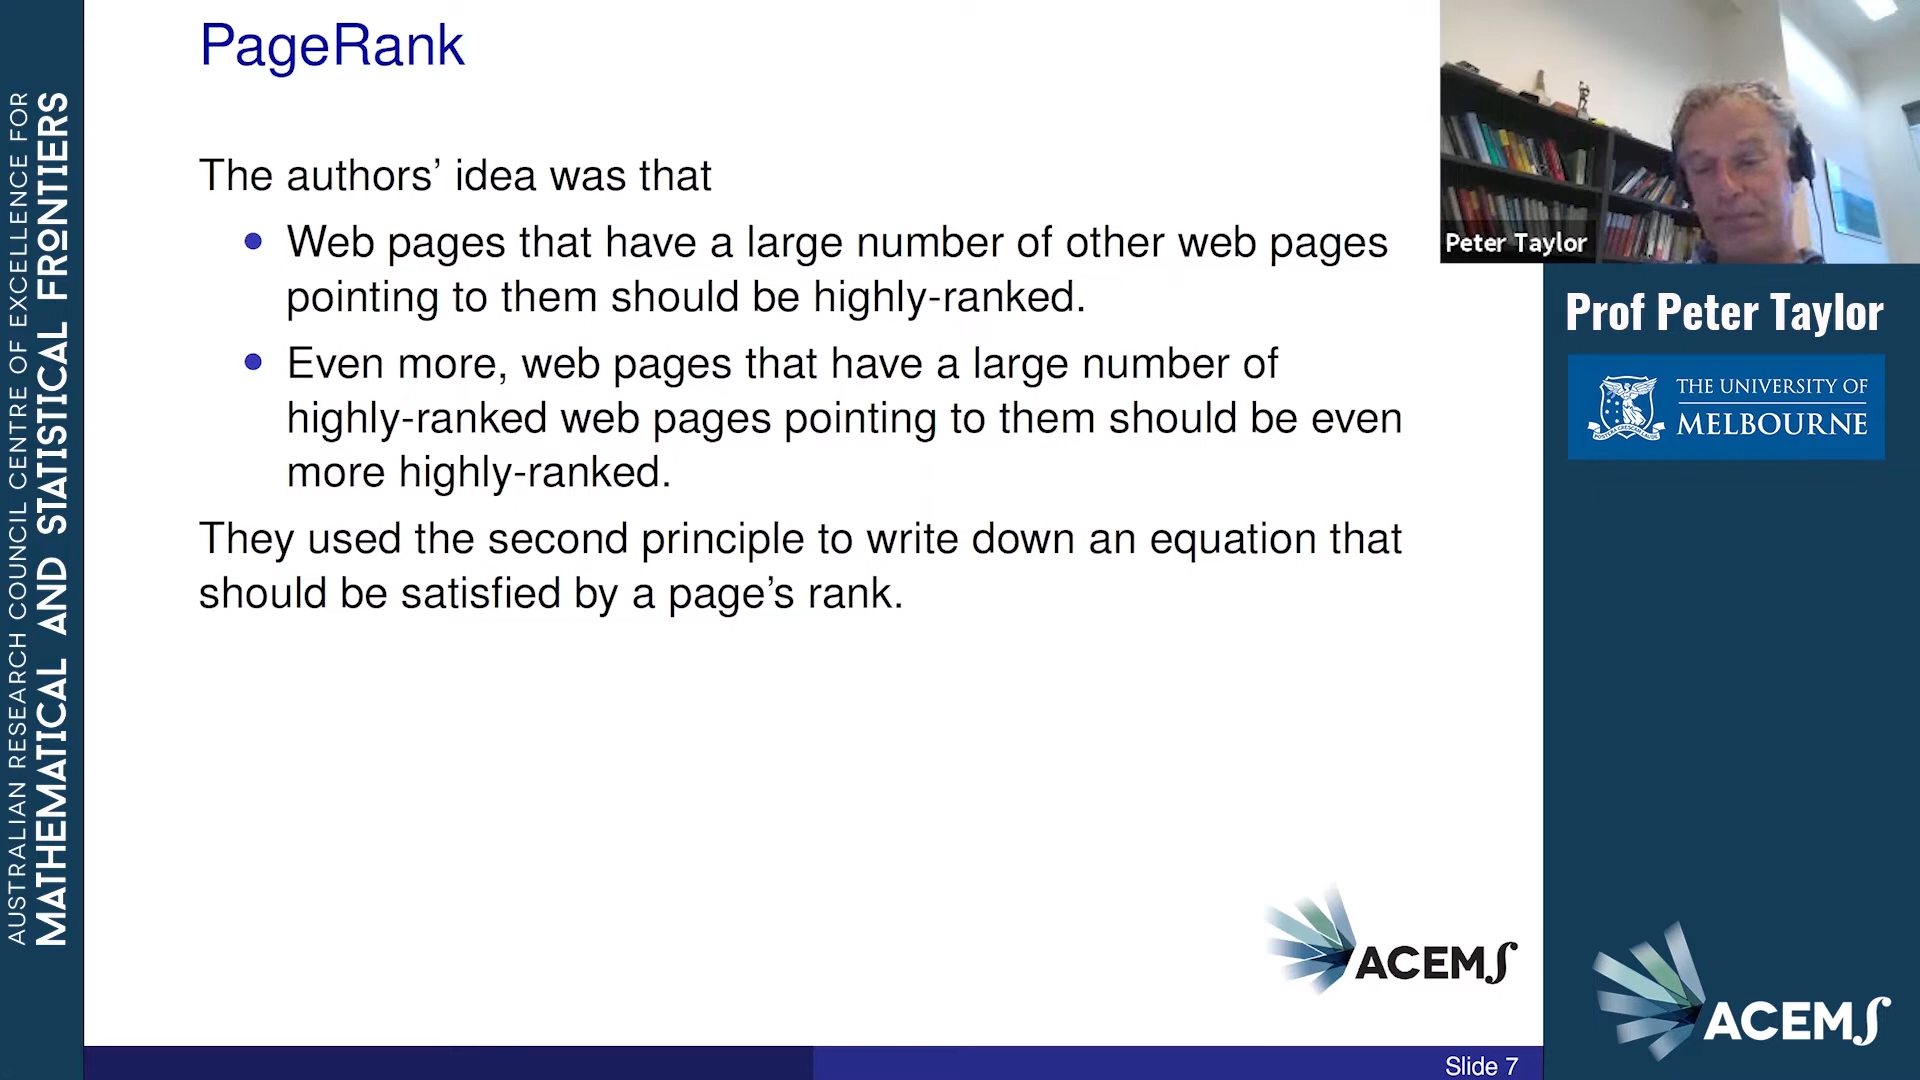 AUSTRALIAN RESEARCH COUNCIL CENTRE OF EXCELLENCE FOR
MATHEMATICAL AND STATISTICAL FRONTIERS
PageRank
The authors’ idea was that
• Web pages that have a large number of other web pages
pointing to them should be highly-ranked.
• Even more, web pages that have a large number of
highly-ranked web pages pointing to them should be even
more highly-ranked.
They used the second principle to write down an equation that
should be satisfied by a page’s rank.
ACEMS
Slide 7
Peter Taylor
Prof Peter Taylor
THE UNIVERSITY OF
MELBOURNE
ACEMS